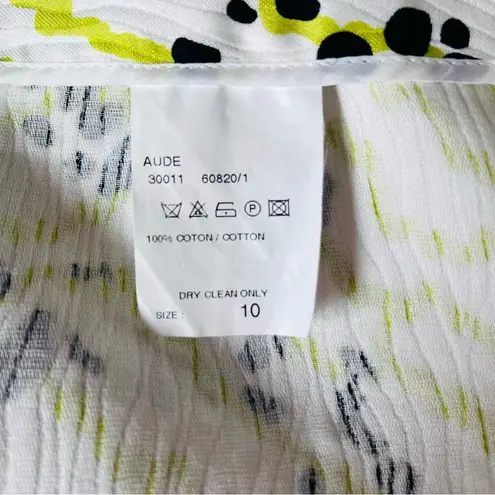 AUDE
30011 60820/1
P
100% COTON / COTTON
DRY CLEAN ONLY
SIZE : 10